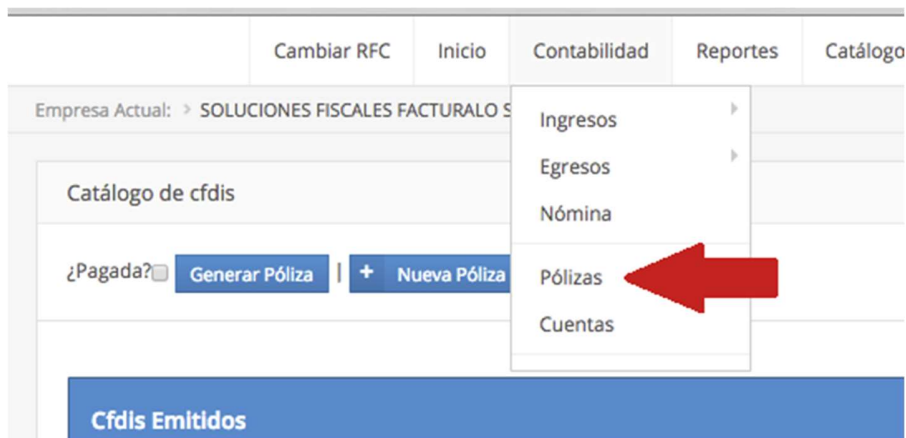 Cambiar RFC Inicio Contabilidad Reportes Catálogo
Empresa Actual: > SOLUCIONES FISCALES FACTURALO S
Ingresos
Egresos
Nómina
Pólizas
Cuentas
Catálogo de cfdis
¿Pagada? Generar Póliza | + Nueva Póliza
Cfdis Emitidos